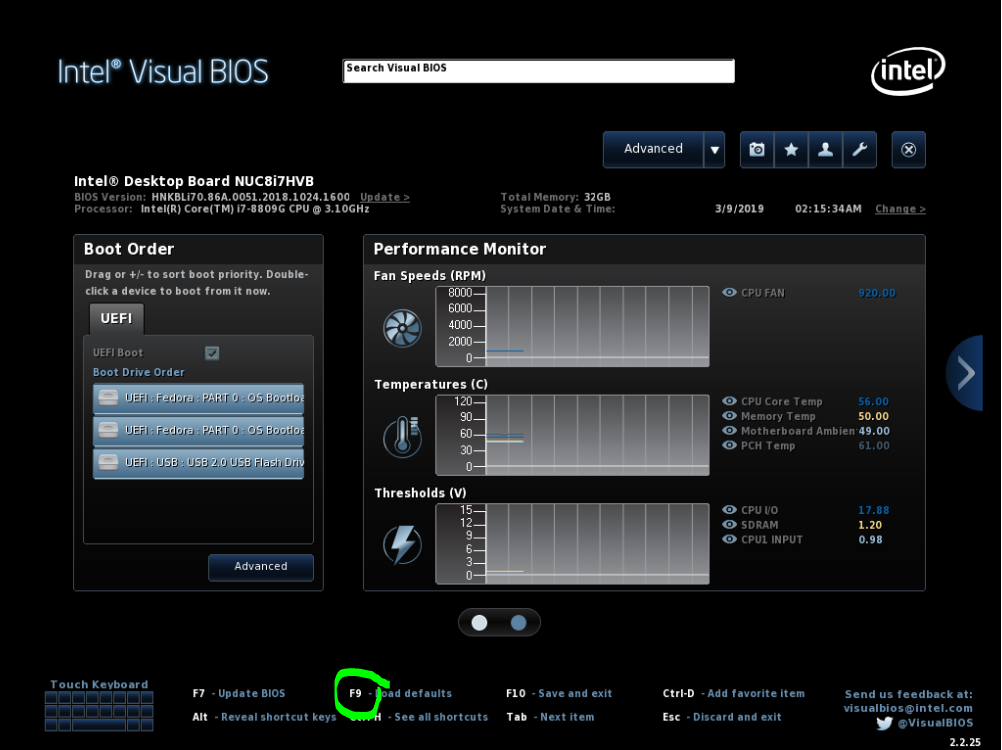 Intel® Visual BIOS
Search Visual BIOS
intel®
Advanced
Intel® Desktop Board NUC8i7HVB
BIOS Version: HNKBLi70.86A.0051.2018.1024.1600 Update >
Processor: Intel(R) Core(TM) i7-8809G CPU @ 3.10GHz
Total Memory: 32GB
System Date & Time: 3/9/2019 02:15:34AM Change >
Boot Order
Drag or +/- to sort boot priority. Double-
click a device to boot from it now.
UEFI
UEFI Boot
Boot Drive Order
UEFI : Fedora : PART 0 : OS Bootloa
UEFI : Fedora : PART 0 : OS Bootloa
UEFI : USB : USB 2.0 USB Flash Driv
Advanced
Performance Monitor
Fan Speeds (RPM)
8000
6000
4000
2000
0
CPU FAN 920.00
Temperatures (C)
120
90
60
30
0
CPU Core Temp 56.00
Memory Temp 50.00
Motherboard Ambien 49.00
PCH Temp 61.00
Thresholds (V)
15
12
9
6
3
0
CPU I/O 17.88
SDRAM 1.20
CPU1 INPUT 0.98
Touch Keyboard
F7 - Update BIOS F9 - Load defaults F10 - Save and exit Ctrl-D - Add favorite item
Alt - Reveal shortcut keys H - See all shortcuts Tab - Next item Esc - Discard and exit
Send us feedback at:
visualbios@intel.com
@VisualBIOS
2.2.25